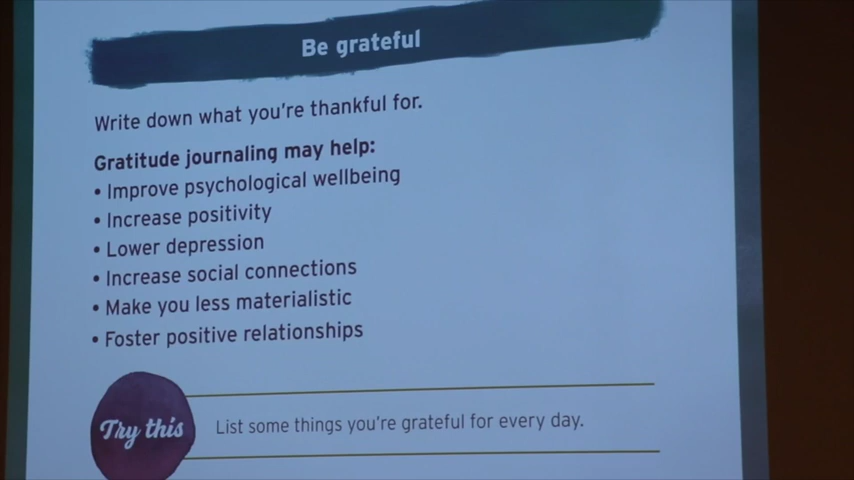 Be grateful
Write down what you're thankful for.
Gratitude journaling may help:
• Improve psychological wellbeing
• Increase positivity
• Lower depression
• Increase social connections
• Make you less materialistic
• Foster positive relationships
Try this
List some things you're grateful for every day.